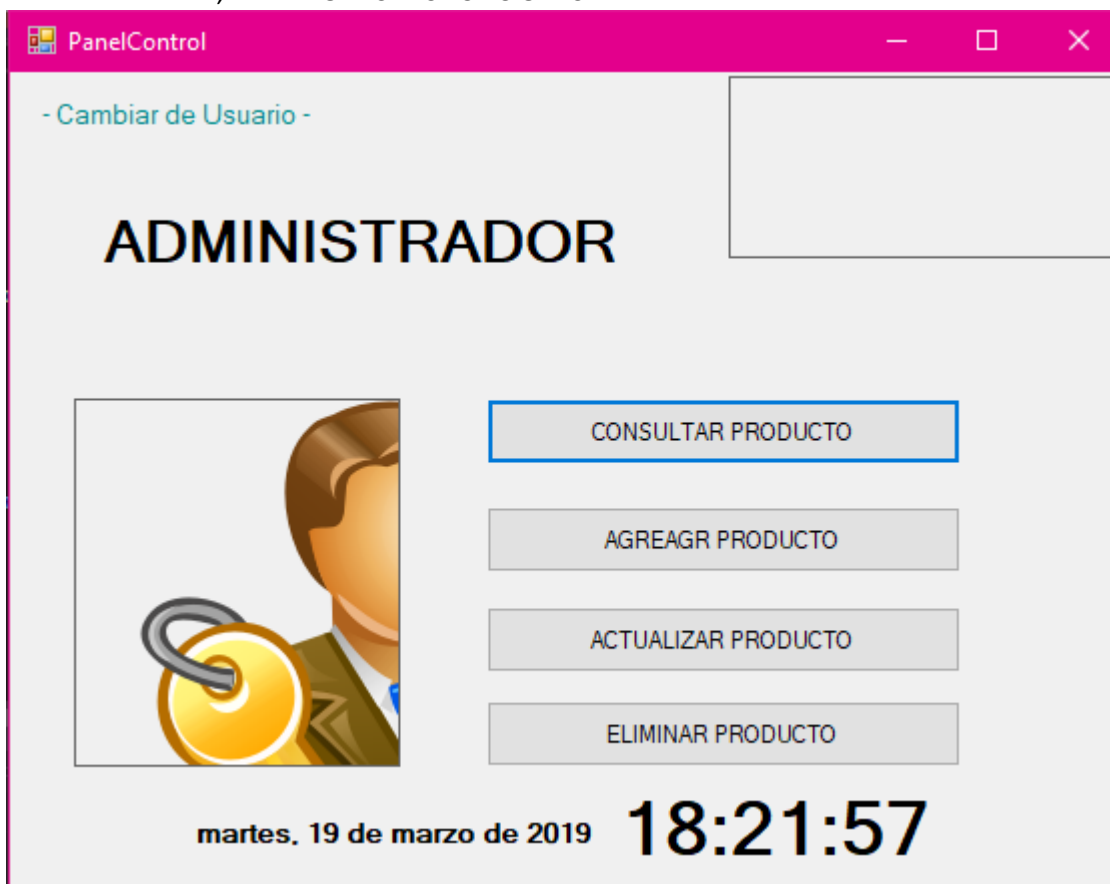 PanelControl
- Cambiar de Usuario -
ADMINISTRADOR
CONSULTAR PRODUCTO
AGREAGR PRODUCTO
ACTUALIZAR PRODUCTO
ELIMINAR PRODUCTO
martes, 19 de marzo de 2019
18:21:57